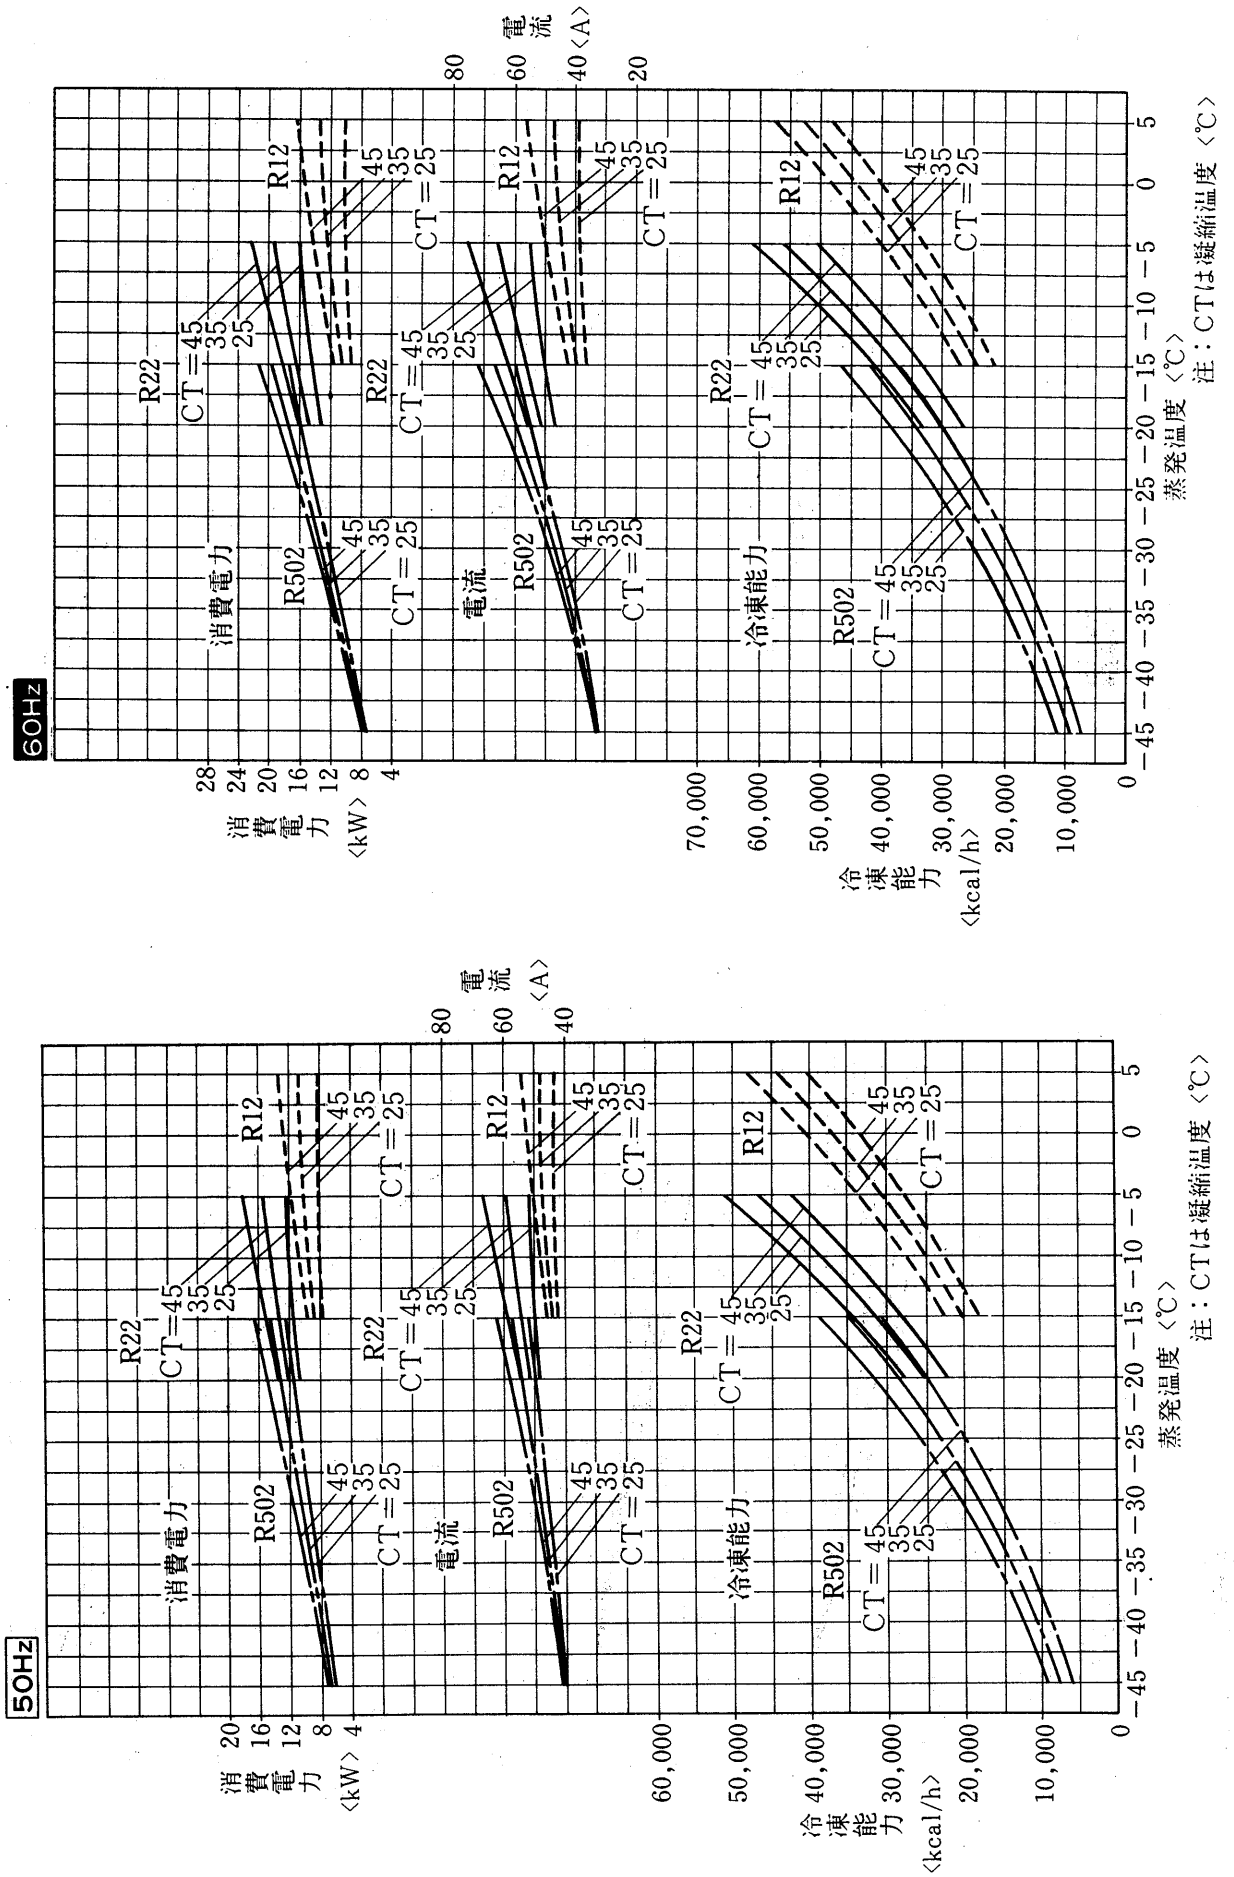 50Hz
消費電力
<kW>
20
16
12
8
4
消費電力
R22
CT=45
35
25
R12
45
35
CT=25
R502
45
35
CT=25
電流
<A>
80
60
40
電流
R22
CT=45
35
25
R12
45
35
CT=25
R502
45
35
CT=25
冷凍能力
<kcal/h>
60,000
50,000
40,000
30,000
20,000
10,000
0
冷凍能力
R22
CT=45
35
25
R12
45
35
CT=25
R502
CT=45
35
25
-45 -40 -35 -30 -25 -20 -15 -10 -5 0 5
蒸発温度<℃>
注：CTは凝縮温度<℃>
60Hz
消費電力
<kW>
28
24
20
16
12
8
4
消費電力
R22
CT=45
35
25
R12
45
35
CT=25
R502
45
35
CT=25
電流
<A>
80
60
40
20
電流
R22
CT=45
35
25
R12
45
35
CT=25
R502
45
35
CT=25
冷凍能力
<kcal/h>
70,000
60,000
50,000
40,000
30,000
20,000
10,000
0
冷凍能力
R22
CT=45
35
25
R12
45
35
CT=25
R502
CT=45
35
25
-45 -40 -35 -30 -25 -20 -15 -10 -5 0 5
蒸発温度<℃>
注：CTは凝縮温度<℃>